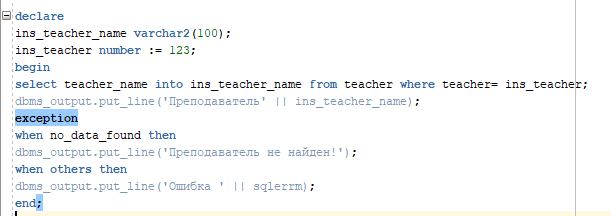 declare
ins_teacher_name varchar2(100);
ins_teacher number := 123;
begin
select teacher_name into ins_teacher_name from teacher where teacher= ins_teacher;
dbms_output.put_line('Преподаватель' || ins_teacher_name);
exception
when no_data_found then
dbms_output.put_line('Преподаватель не найден!');
when others then
dbms_output.put_line('Ошибка ' || sqlerrm);
end;